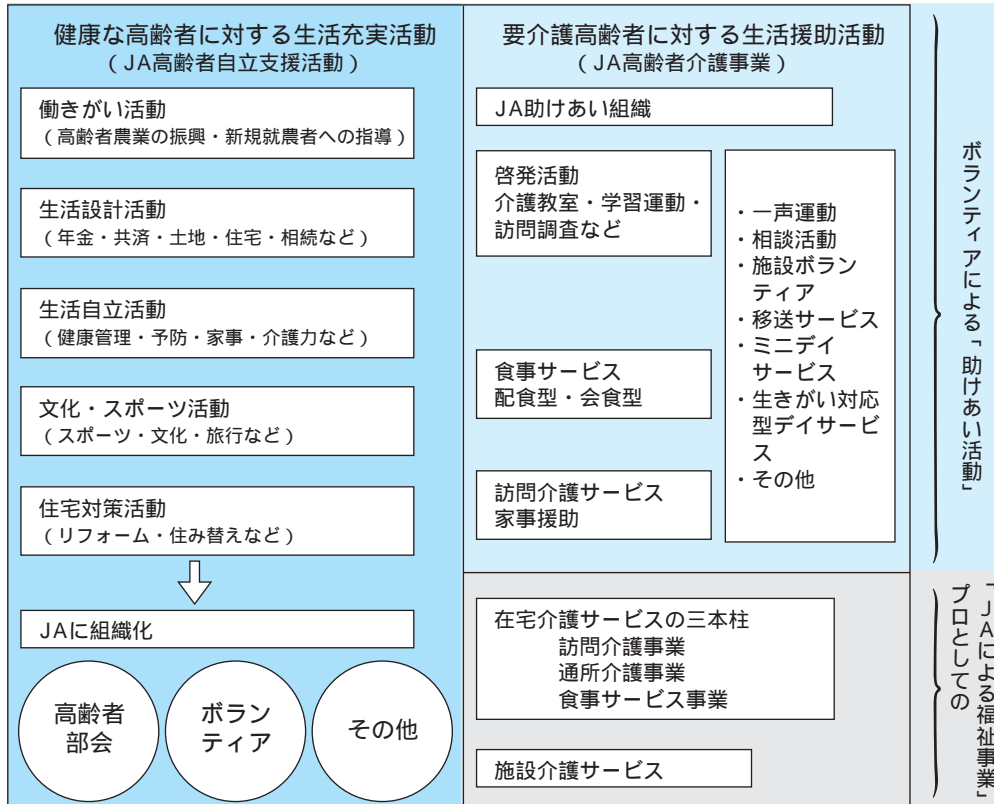 健康な高齢者に対する生活充実活動
（JA高齢者自立支援活動）
働きがい活動
（高齢者農業の振興・新規就農者への指導）
生活設計活動
（年金・共済・土地・住宅・相続など）
生活自立活動
（健康管理・予防・家事・介護力など）
文化・スポーツ活動
（スポーツ・文化・旅行など）
住宅対策活動
（リフォーム・住み替えなど）
JAに組織化
高齢者
部会
ボラン
ティア
その他
要介護高齢者に対する生活援助活動
（JA高齢者介護事業）
JA助けあい組織
啓発活動
介護教室・学習運動・
訪問調査など
食事サービス
配食型・会食型
訪問介護サービス
家事援助
・一声運動
・相談活動
・施設ボラン
ティア
・移送サービス
・ミニデイ
サービス
・生きがい対応
型デイサービ
ス
・その他
在宅介護サービスの三本柱
訪問介護事業
通所介護事業
食事サービス事業
施設介護サービス
ボランティアによる「助けあい活動」
「JAによる福祉事業」
プロとしての